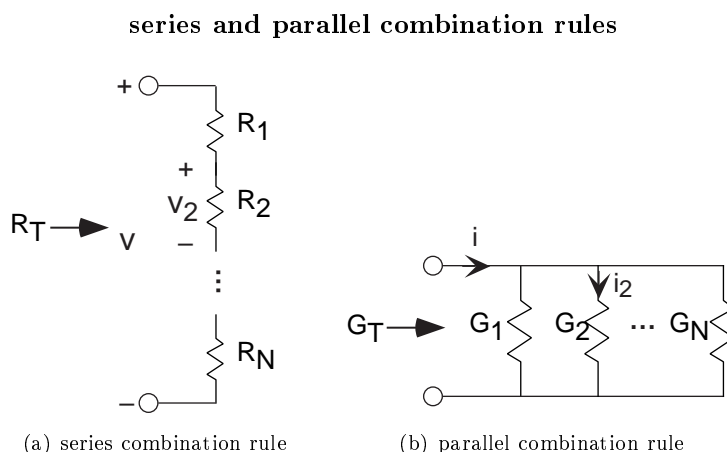 series and parallel combination rules
+
R1
+
RT v v2 R2
–
...
RN
–
i
i2
GT G1 G2 ... GN
(a) series combination rule (b) parallel combination rule